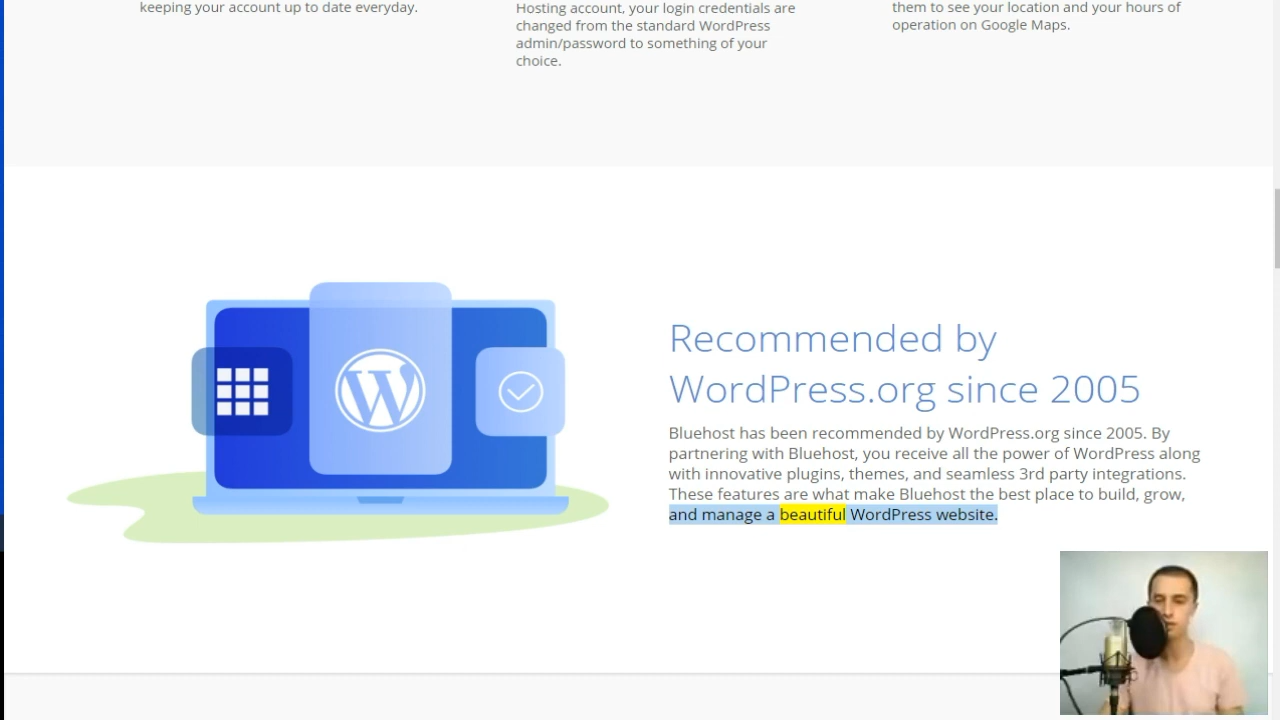 keeping your account up to date everyday.
Hosting account, your login credentials are
changed from the standard WordPress
admin/password to something of your
choice.
them to see your location and your hours of
operation on Google Maps.
Recommended by
WordPress.org since 2005
Bluehost has been recommended by WordPress.org since 2005. By
partnering with Bluehost, you receive all the power of WordPress along
with innovative plugins, themes, and seamless 3rd party integrations.
These features are what make Bluehost the best place to build, grow,
and manage a beautiful WordPress website.